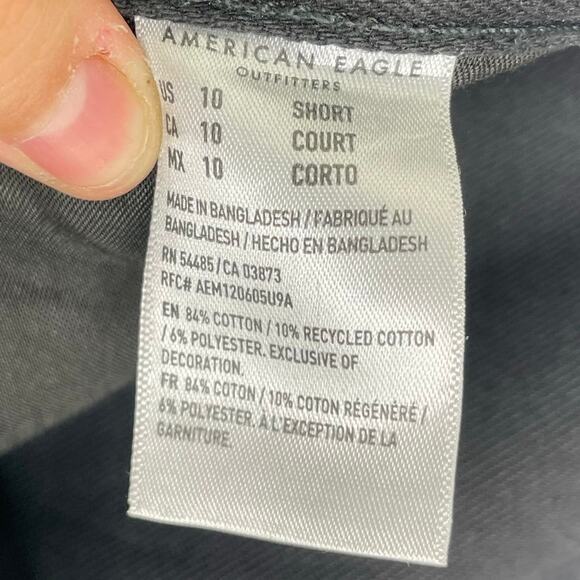 AMERICAN EAGLE
OUTFITTERS
US 10 SHORT
CA 10 COURT
MX 10 CORTO
MADE IN BANGLADESH / FABRIQUÉ AU
BANGLADESH / HECHO EN BANGLADESH
RN 54485 / CA 03873
RFC# AEM120605U9A
EN 84% COTTON / 10% RECYCLED COTTON
/ 6% POLYESTER. EXCLUSIVE OF
DECORATION.
FR 84% COTON / 10% COTON RÉGÉNÉRÉ /
6% POLYESTER. À L'EXCEPTION DE LA
GARNITURE.